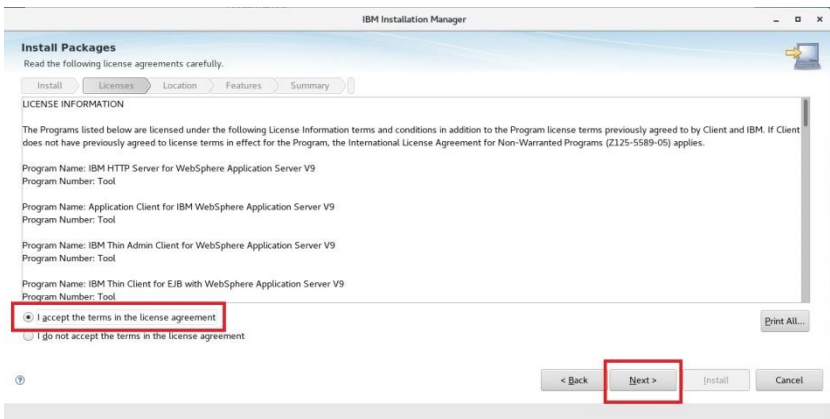 IBM Installation Manager
Install Packages
Read the following license agreements carefully.
Install Licenses Location Features Summary
LICENSE INFORMATION
The Programs listed below are licensed under the following License Information terms and conditions in addition to the Program license terms previously agreed to by Client and IBM. If Client
does not have previously agreed to license terms in effect for the Program, the International License Agreement for Non-Warranted Programs (Z125-5589-05) applies.
Program Name: IBM HTTP Server for WebSphere Application Server V9
Program Number: Tool
Program Name: Application Client for IBM WebSphere Application Server V9
Program Number: Tool
Program Name: IBM Thin Admin Client for WebSphere Application Server V9
Program Number: Tool
Program Name: IBM Thin Client for EJB with WebSphere Application Server V9
Program Number: Tool
I accept the terms in the license agreement
Print All...
I do not accept the terms in the license agreement
? < Back Next > Install Cancel